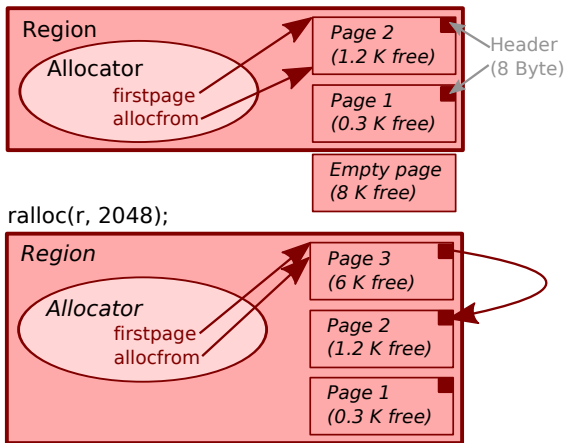 Region
Allocator
firstpage
allocfrom
Page 2
(1.2 K free)
Page 1
(0.3 K free)
Header
(8 Byte)
Empty page
(8 K free)
ralloc(r, 2048);
Region
Allocator
firstpage
allocfrom
Page 3
(6 K free)
Page 2
(1.2 K free)
Page 1
(0.3 K free)